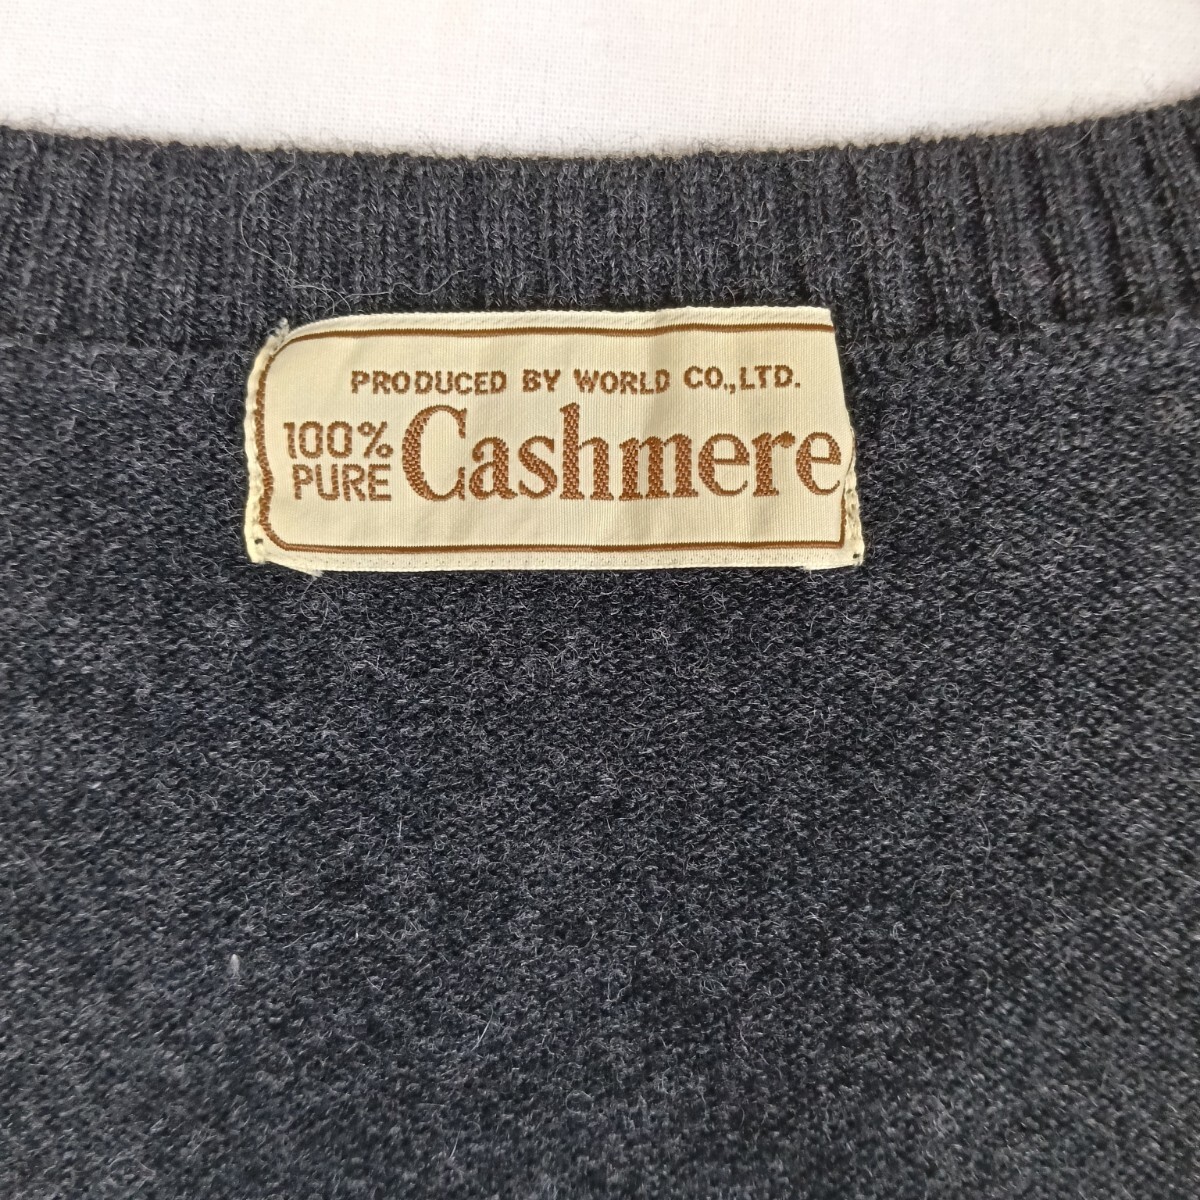 PRODUCED BY WORLD CO.,LTD.
100% PURE Cashmere